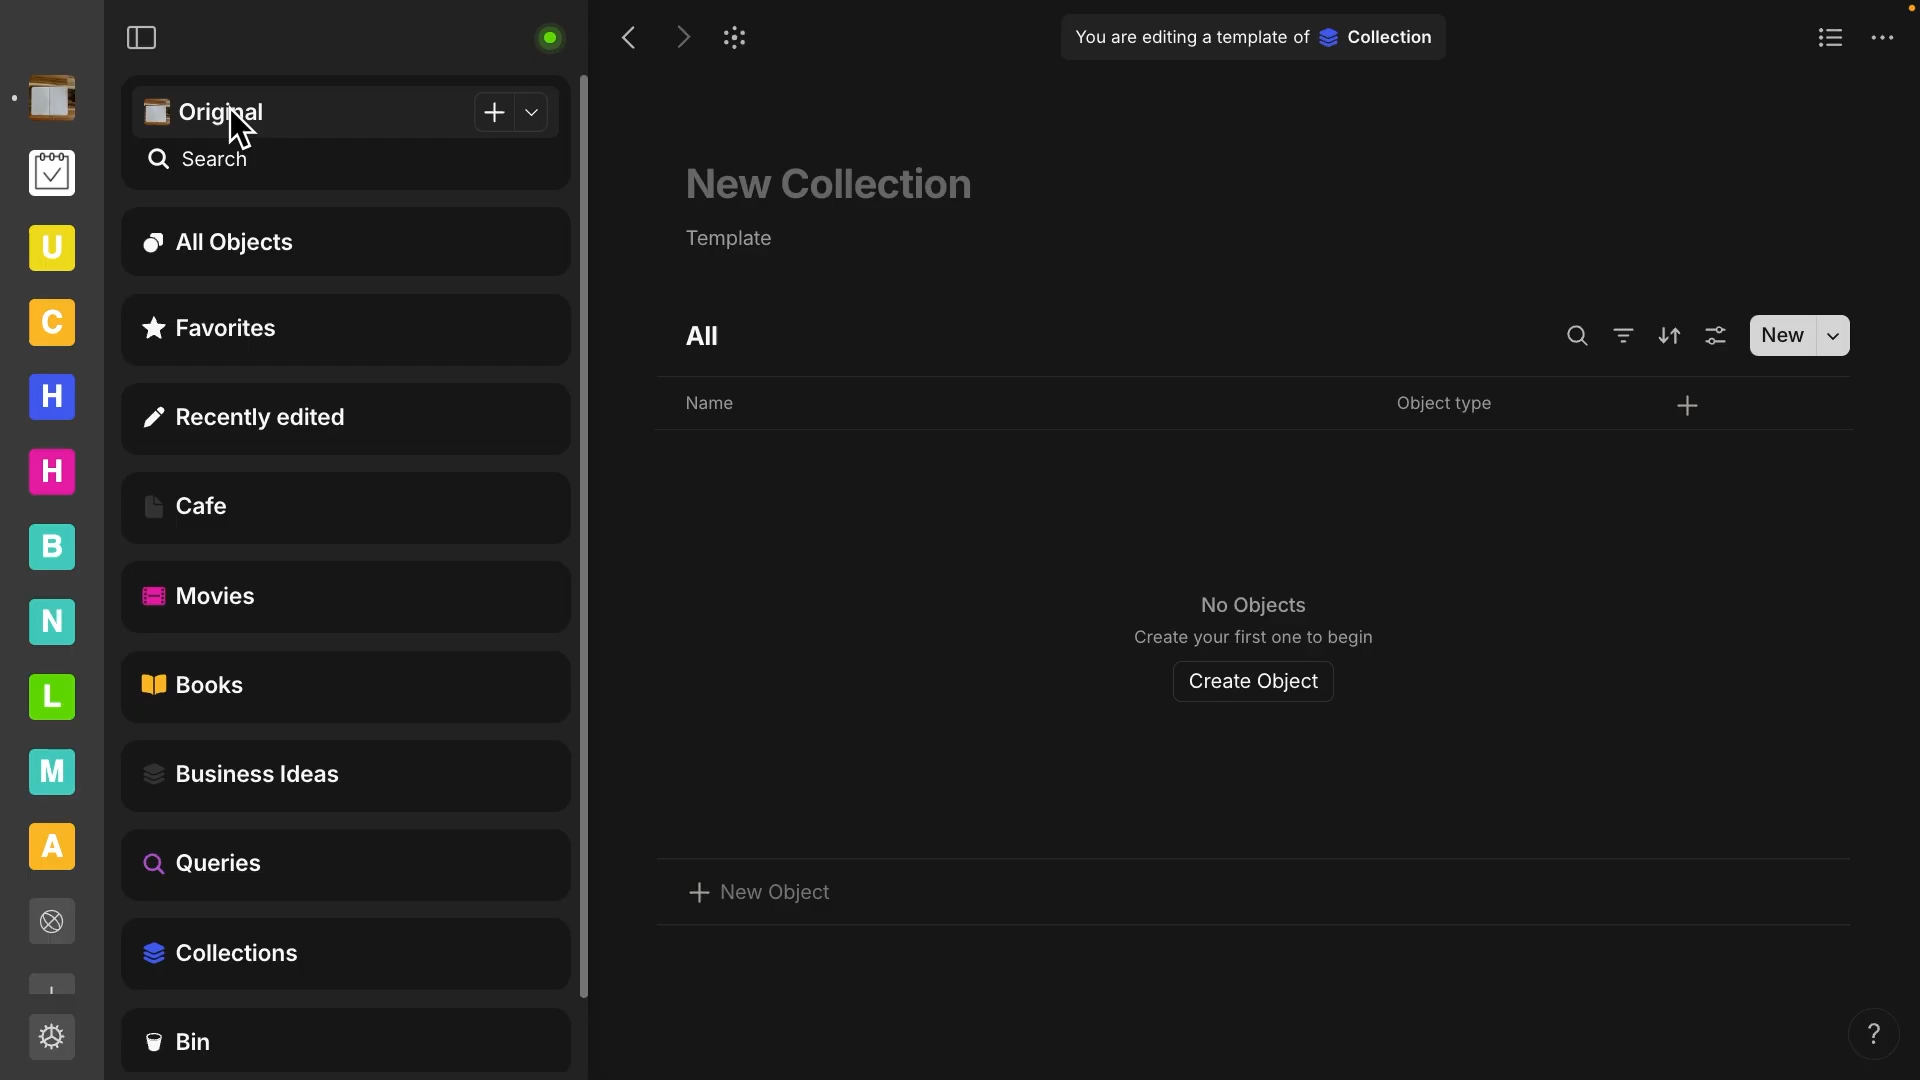 You are editing a template of Collection
Original
Search
All Objects
Favorites
Recently edited
Cafe
Movies
Books
Business Ideas
Queries
Collections
Bin
U
C
H
H
B
N
L
M
A
New Collection
Template
All
New
Name
Object type
No Objects
Create your first one to begin
Create Object
New Object
?